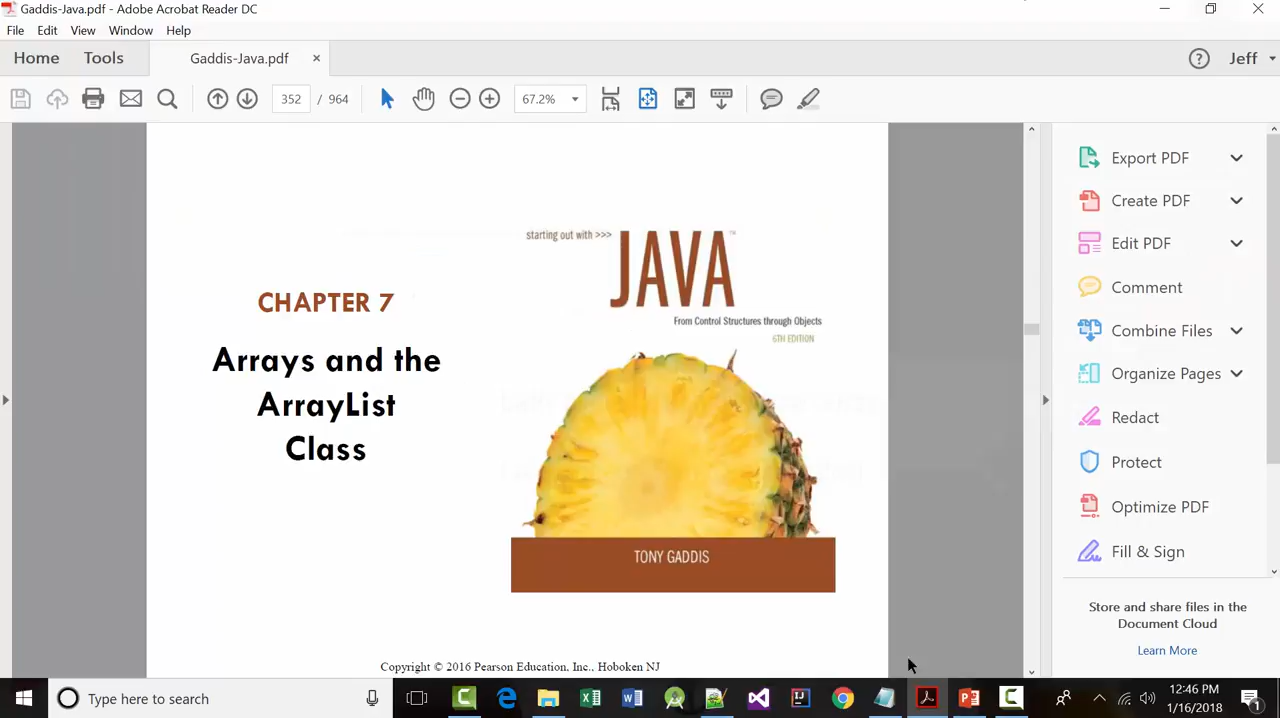 Gaddis-Java.pdf - Adobe Acrobat Reader DC
File Edit View Window Help
Home Tools Gaddis-Java.pdf × Jeff
352 / 964 67.2%
starting out with >>> JAVA™
From Control Structures through Objects
6TH EDITION
CHAPTER 7
Arrays and the
ArrayList
Class
TONY GADDIS
Copyright © 2016 Pearson Education, Inc., Hoboken NJ
Export PDF
Create PDF
Edit PDF
Comment
Combine Files
Organize Pages
Redact
Protect
Optimize PDF
Fill & Sign
Store and share files in the
Document Cloud
Learn More
Type here to search
12:46 PM
1/16/2018
1